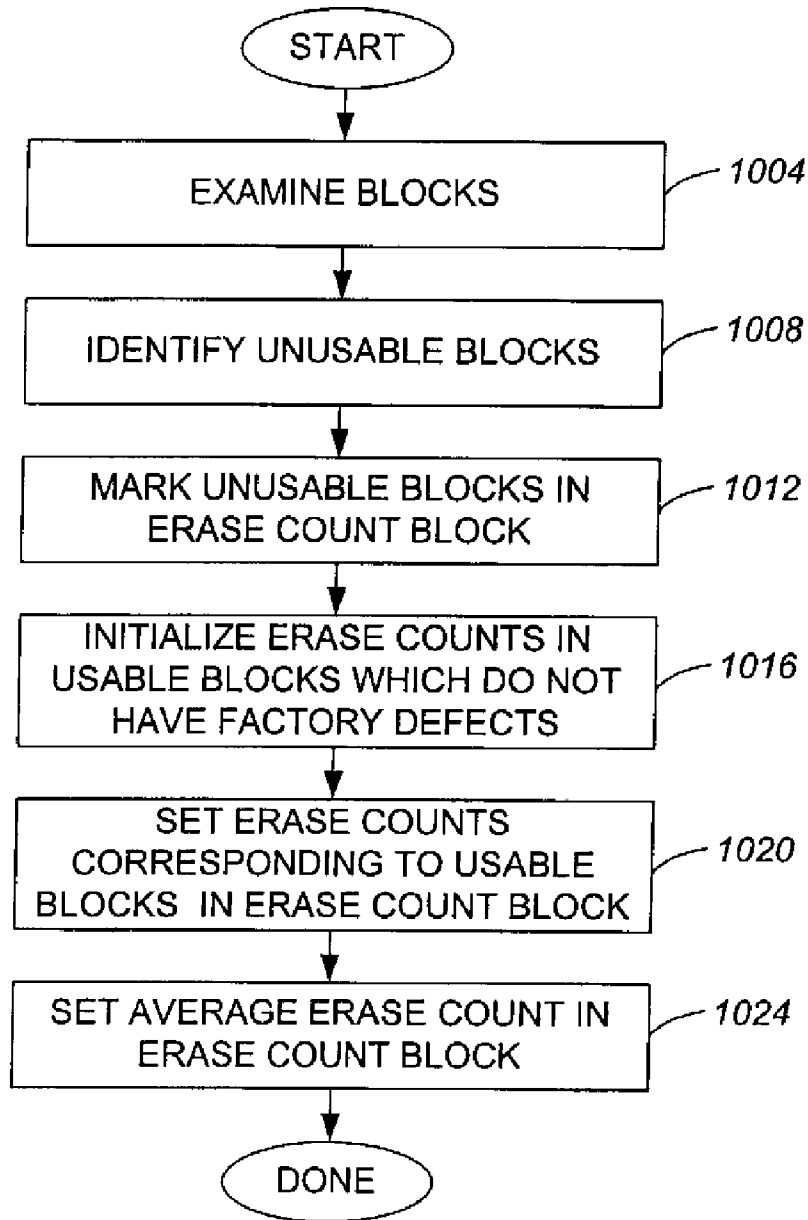 START
EXAMINE BLOCKS
1004
IDENTIFY UNUSABLE BLOCKS
1008
MARK UNUSABLE BLOCKS IN
ERASE COUNT BLOCK
1012
INITIALIZE ERASE COUNTS IN
USABLE BLOCKS WHICH DO NOT
HAVE FACTORY DEFECTS
1016
SET ERASE COUNTS
CORRESPONDING TO USABLE
BLOCKS IN ERASE COUNT BLOCK
1020
SET AVERAGE ERASE COUNT IN
ERASE COUNT BLOCK
1024
DONE